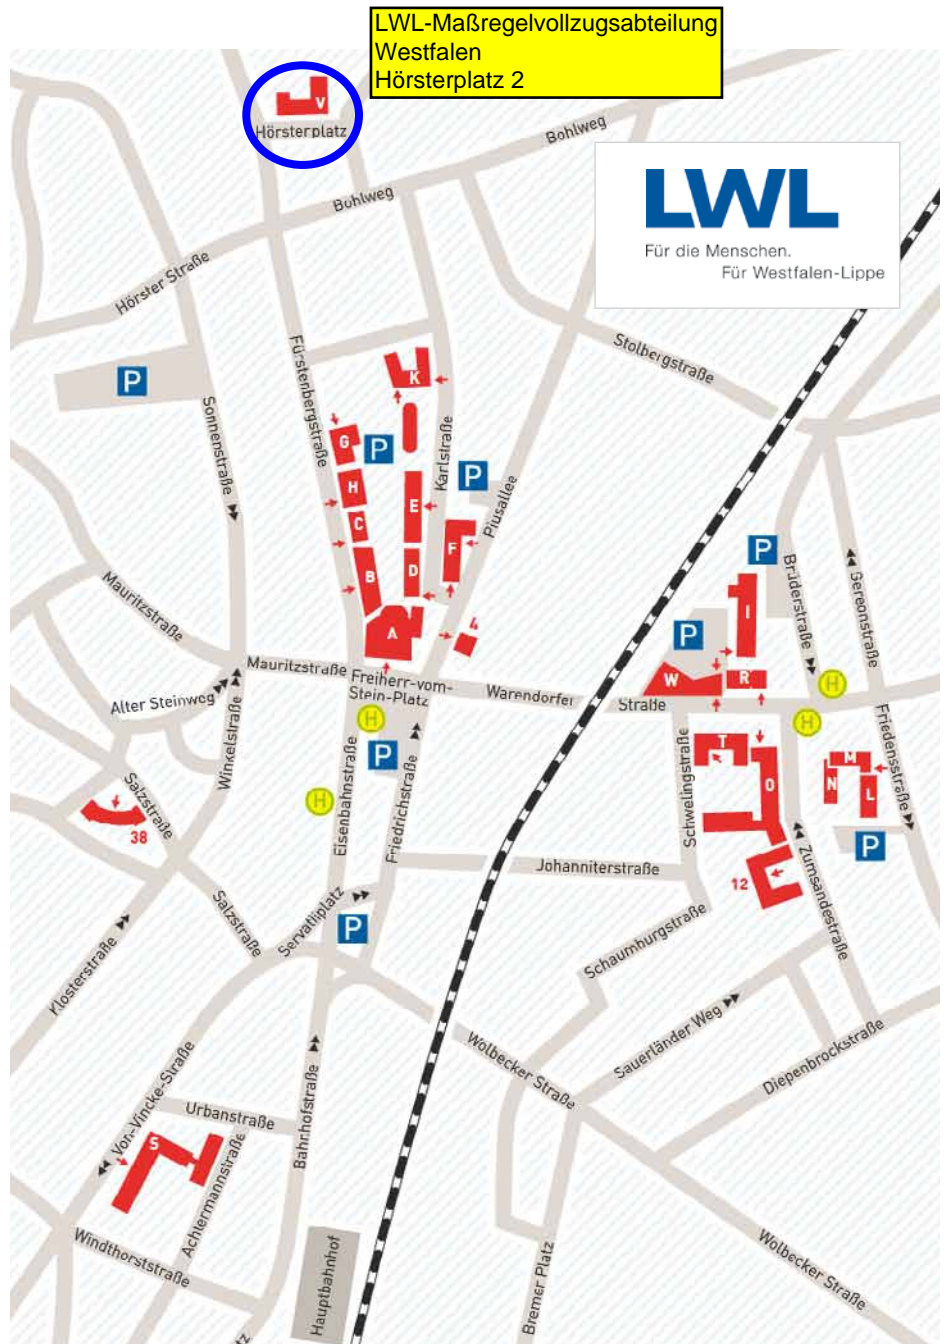 LWL-Maßregelvollzugsabteilung
Westfalen
Hörsterplatz 2
V
Hörsterplatz
Bohlweg
Bohlweg
LWL
Für die Menschen.
Für Westfalen-Lippe
Hörster Straße
Stolbergstraße
Fürstenbergstraße
P
K
Sonnenstraße
Karlstraße
G
P
P
H
E
Piusallee
C
F
B
D
P
Brüderstraße
Gereonstraße
Mauritzstraße
I
A
4
P
Mauritzstraße
Freiherr-vom-
Stein-Platz
Warendorfer
Straße
W
R
H
Alter Steinweg
Winkelstraße
H
H
Friedensstraße
P
T
M
Eisenbahnstraße
Friedrichstraße
Schwelingstraße
O
N
L
Salzstraße
H
38
P
Johanniterstraße
12
Zumsandestraße
Salzstraße
Servatiiplatz
P
Klosterstraße
Schaumburgstraße
Sauerländer Weg
Wolbecker Straße
Diepenbrockstraße
Von-Vincke-Straße
Urbanstraße
Bahnhofstraße
S
Achtermannstraße
Windthorststraße
Hauptbahnhof
Bremer Platz
Wolbecker Straße
tz